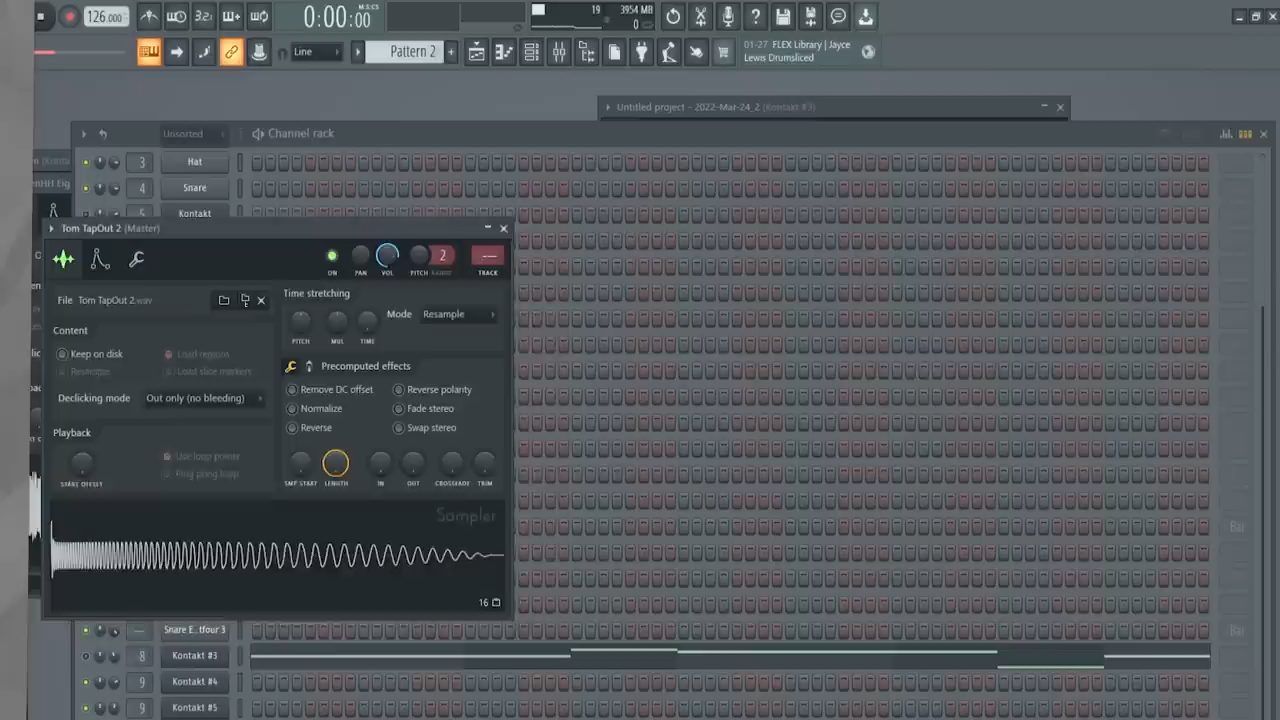 126.000
3.2.
0:00:00
M:S:CS
19
3954 MB
0
Line
Pattern 2
01-27 FLEX Library | Jayce
Lewis Drumsliced
Untitled project - 2022-Mar-24_2 (Kontakt #3)
Unsorted
Channel rack
3
Hat
4
Snare
5
Kontakt
Tom TapOut 2 (Master)
2
---
ON
PAN
VOL
PITCH
RANGE
TRACK
File Tom TapOut 2.wav
Time stretching
Mode
Resample
PITCH
MUL
TIME
Content
Keep on disk
Load regions
Resample
Load slice markers
Declicking mode
Out only (no bleeding)
Precomputed effects
Remove DC offset
Reverse polarity
Normalize
Fade stereo
Reverse
Swap stereo
Playback
Use loop points
Ping pong loop
START OFFSET
SMP START
LENGTH
IN
OUT
CROSSFADE
TRIM
Sampler
16
Snare E..tfour 3
8
Kontakt #3
9
Kontakt #4
9
Kontakt #5